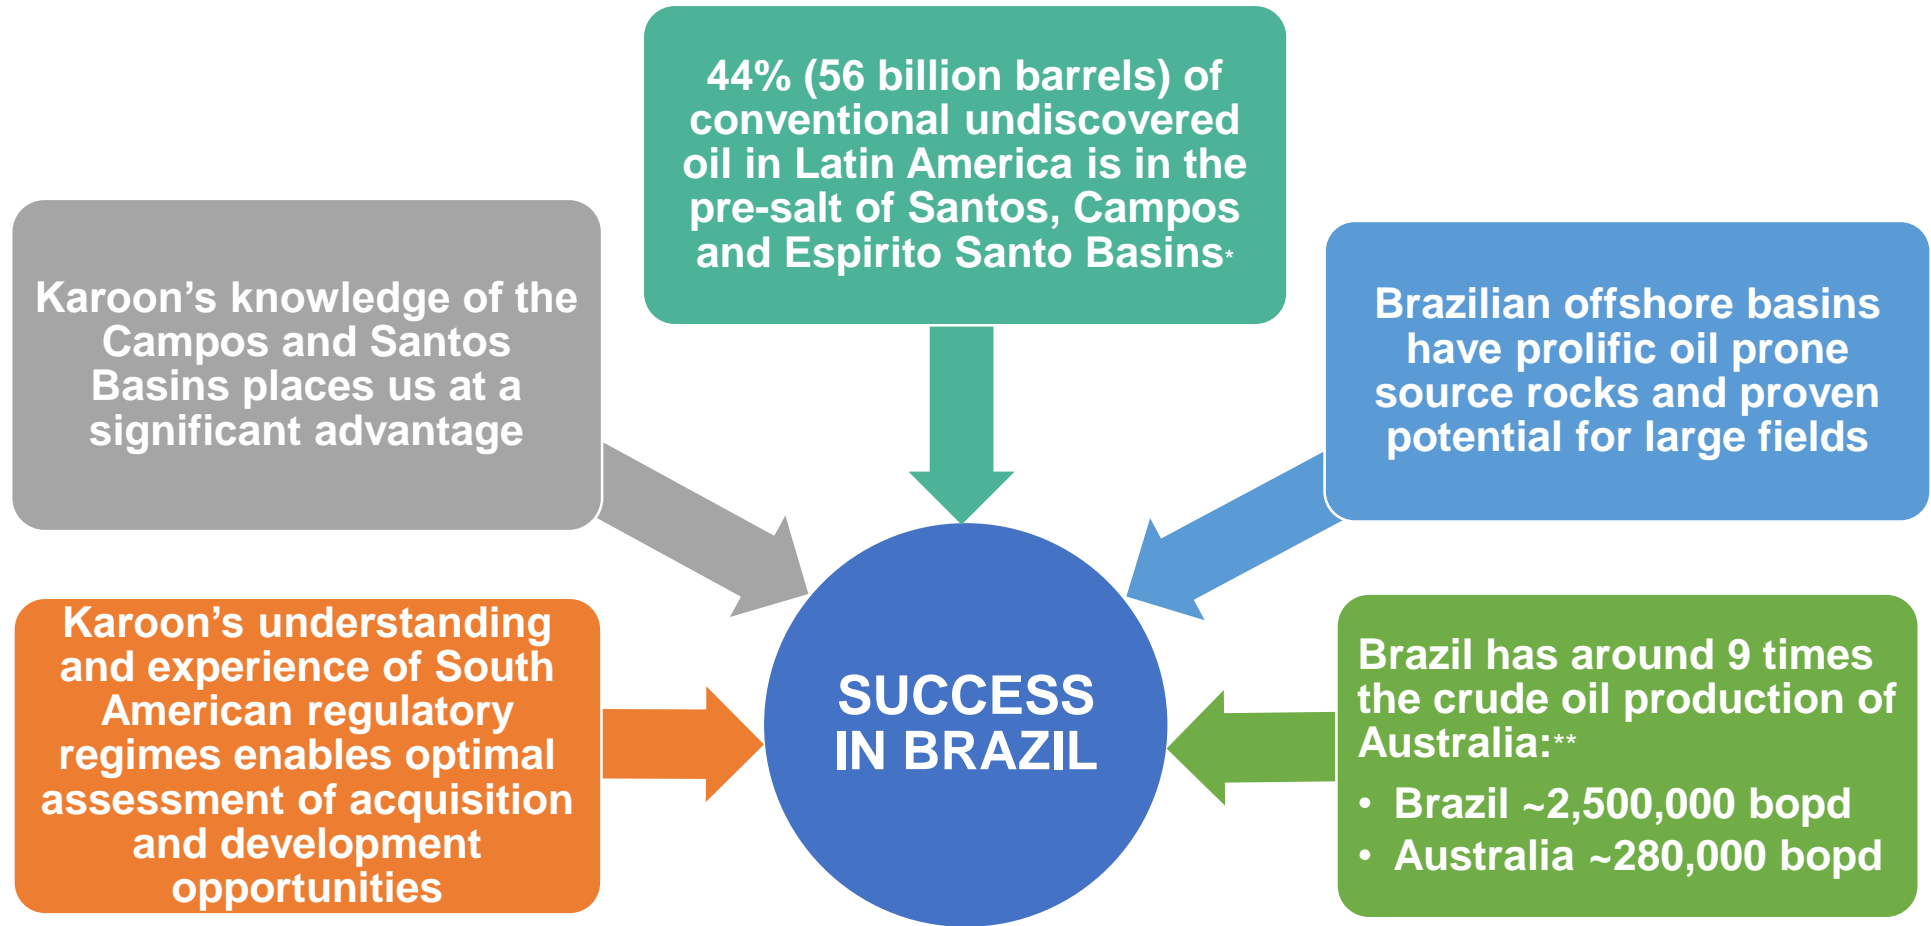 44% (56 billion barrels) of
conventional undiscovered
oil in Latin America is in the
pre-salt of Santos, Campos
and Espirito Santo Basins*
Karoon’s knowledge of the
Campos and Santos
Basins places us at a
significant advantage
Brazilian offshore basins
have prolific oil prone
source rocks and proven
potential for large fields
Karoon’s understanding
and experience of South
American regulatory
regimes enables optimal
assessment of acquisition
and development
opportunities
SUCCESS
IN BRAZIL
Brazil has around 9 times
the crude oil production of
Australia:**
• Brazil ~2,500,000 bopd
• Australia ~280,000 bopd